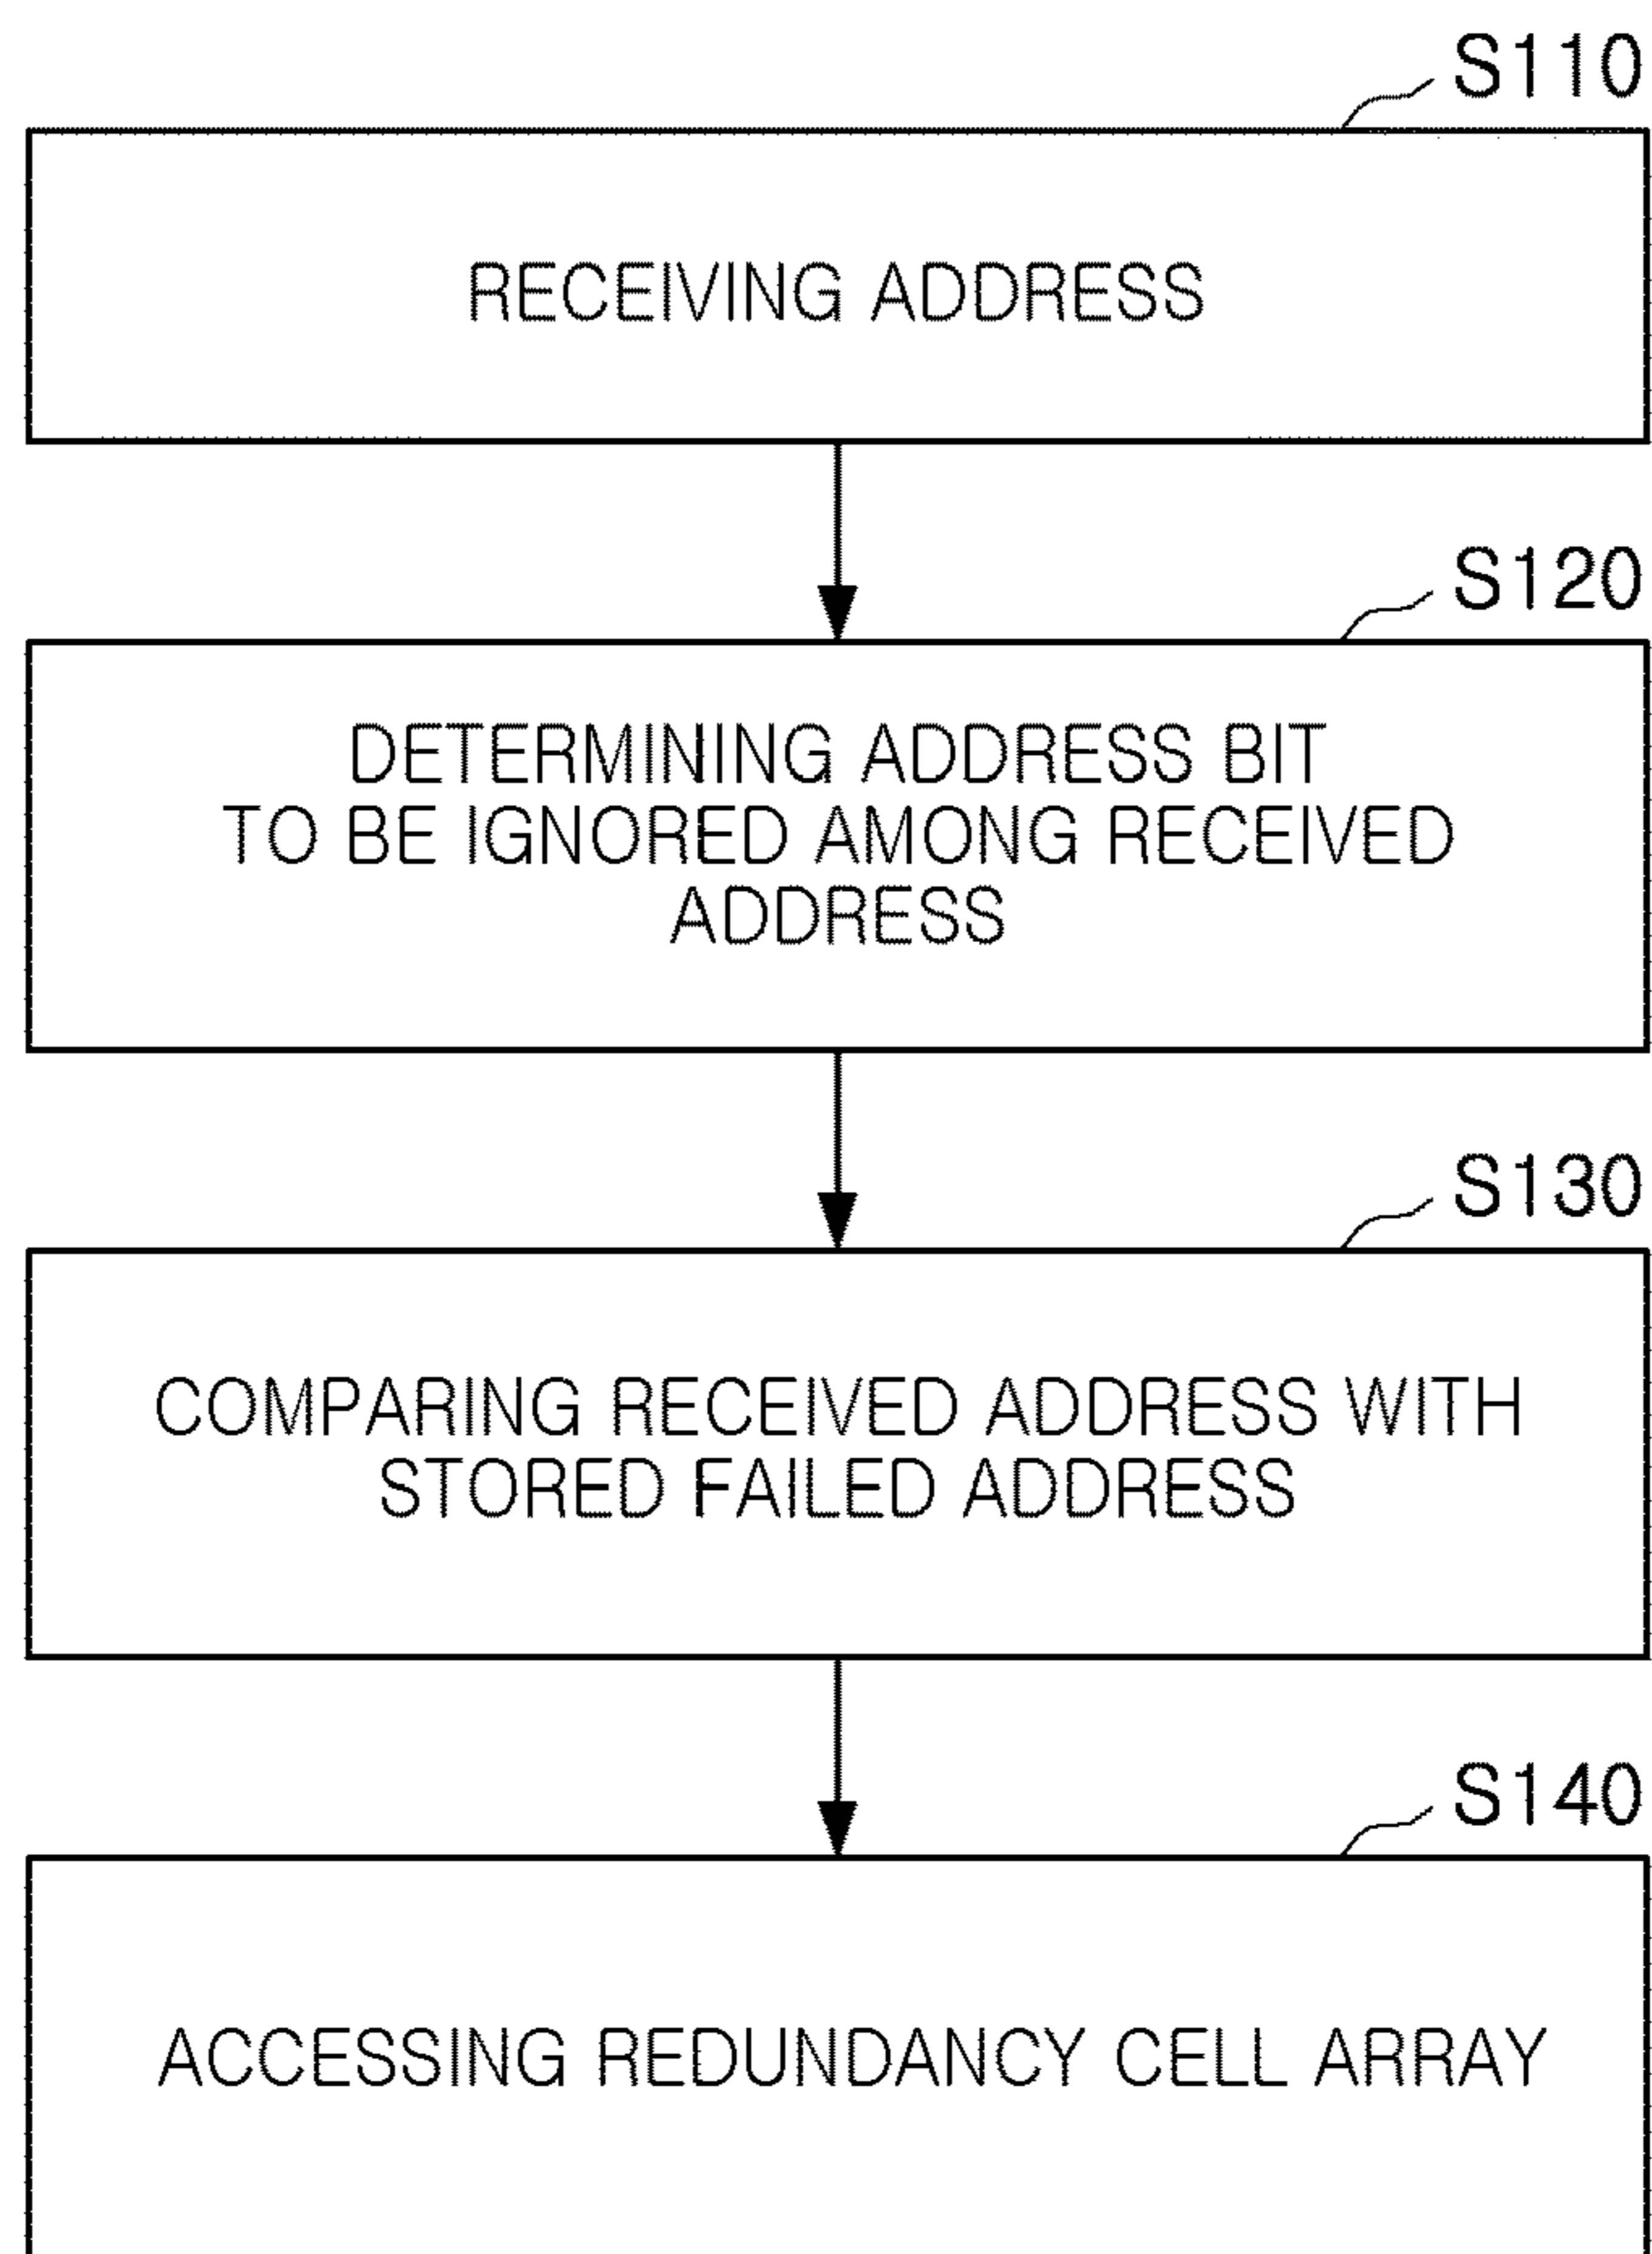 S110
RECEIVING ADDRESS
S120
DETERMINING ADDRESS BIT
TO BE IGNORED AMONG RECEIVED
ADDRESS
S130
COMPARING RECEIVED ADDRESS WITH
STORED FAILED ADDRESS
S140
ACCESSING REDUNDANCY CELL ARRAY